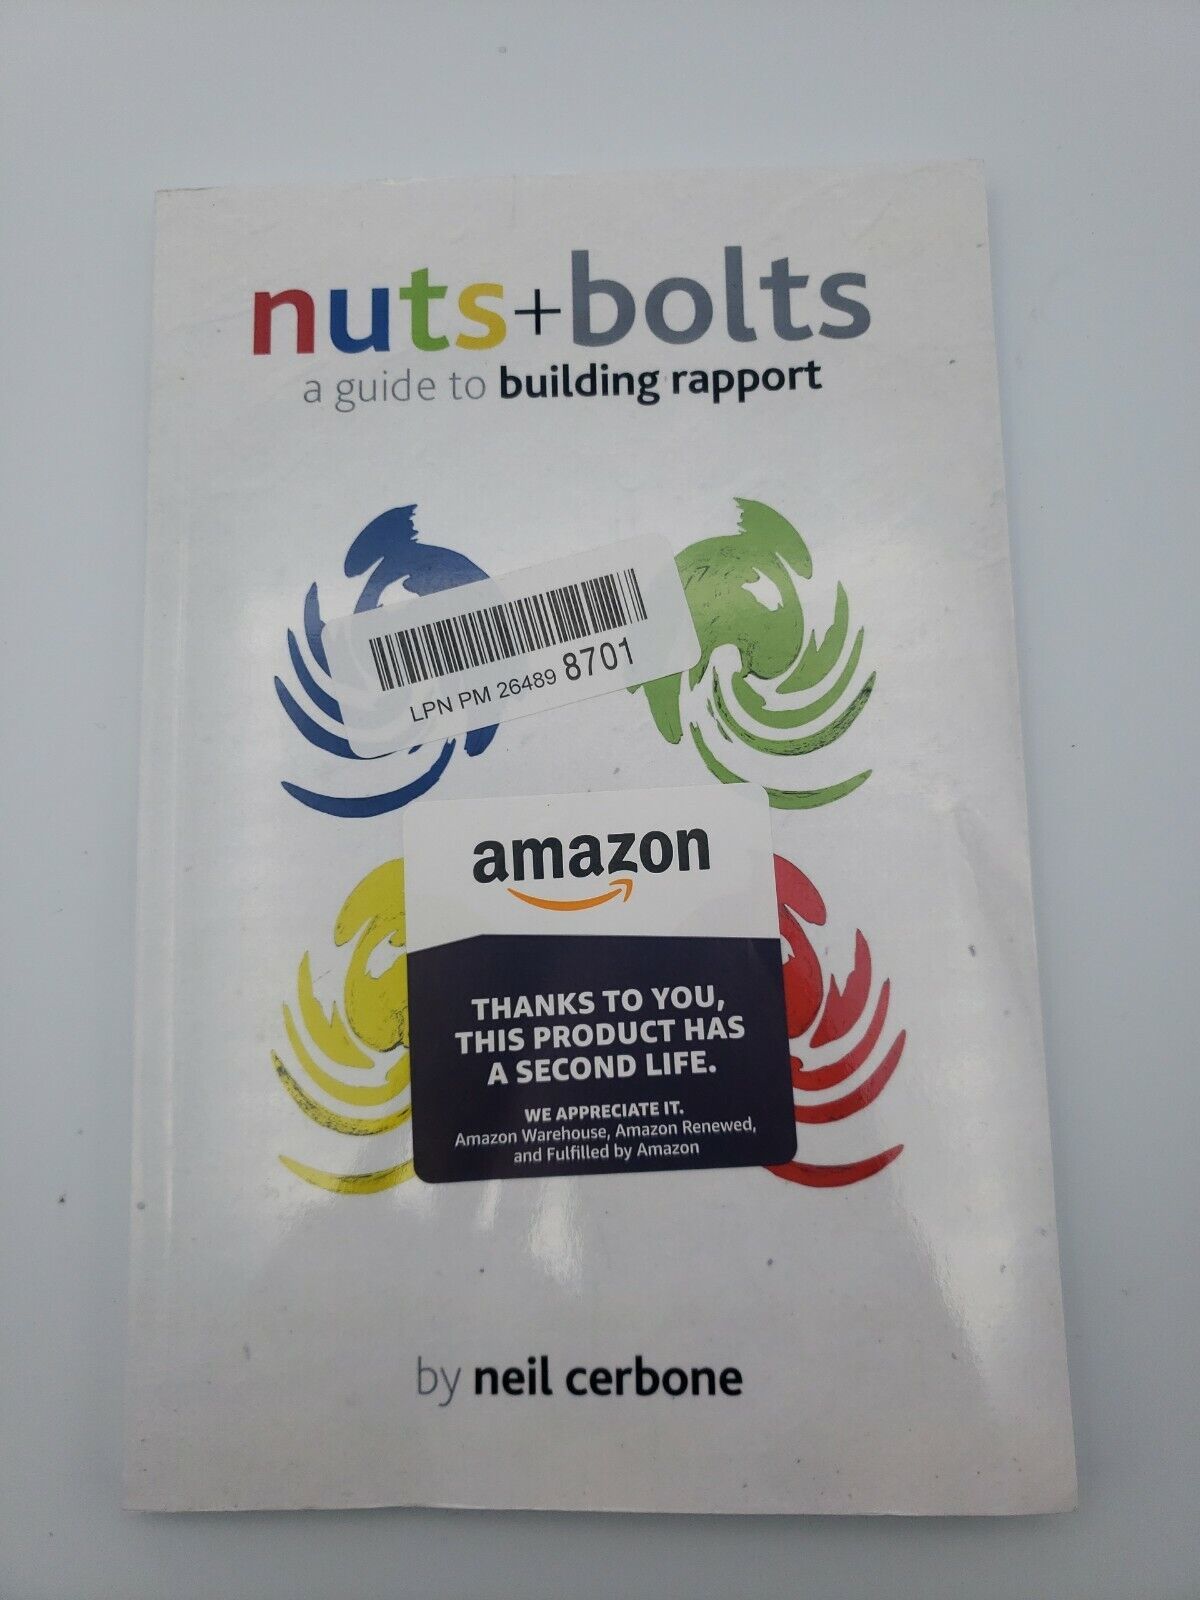 nuts+bolts
a guide to building rapport
LPN PM 26489 8701
amazon
THANKS TO YOU,
THIS PRODUCT HAS
A SECOND LIFE.
WE APPRECIATE IT.
Amazon Warehouse, Amazon Renewed,
and Fulfilled by Amazon
by neil cerbone